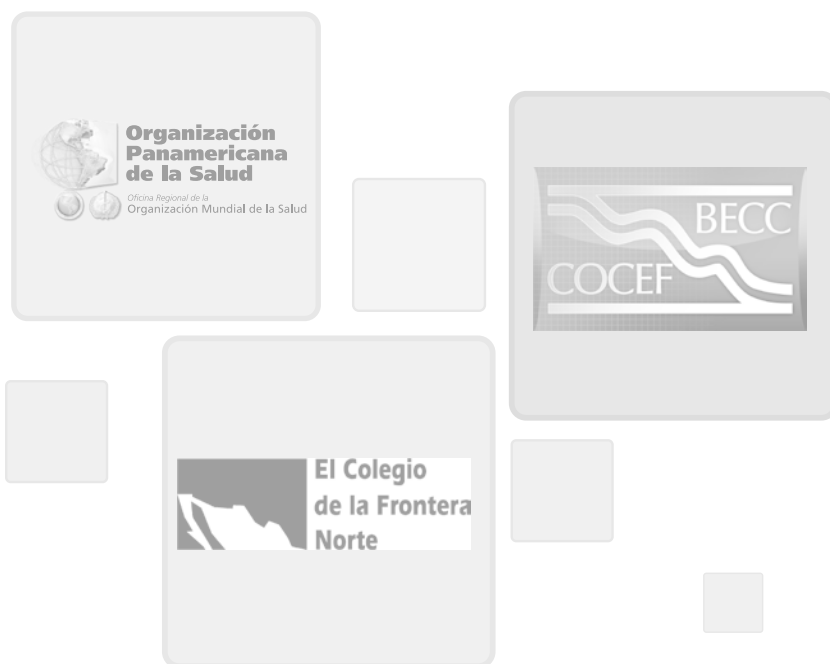 Organización
Panamericana
de la Salud
Oficina Regional de la
Organización Mundial de la Salud
BECC
COCEF
El Colegio
de la Frontera
Norte